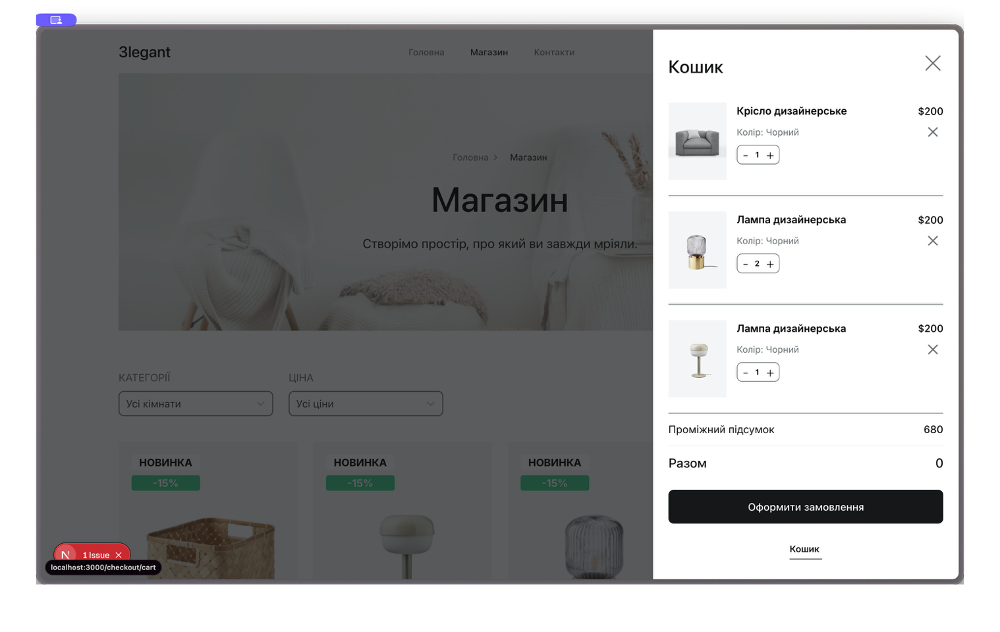 3legant
Головна Магазин Контакти
Головна > Магазин
Магазин
Створімо простір, про який ви завжди мріяли.
КАТЕГОРІЇ ЦІНА
Усі кімнати Усі ціни
НОВИНКА НОВИНКА НОВИНКА
-15% -15% -15%
N 1 Issue
localhost:3000/checkout/cart
Кошик
Крісло дизайнерське $200
Колір: Чорний
- 1 +
Лампа дизайнерська $200
Колір: Чорний
- 2 +
Лампа дизайнерська $200
Колір: Чорний
- 1 +
Проміжний підсумок 680
Разом 0
Оформити замовлення
Кошик